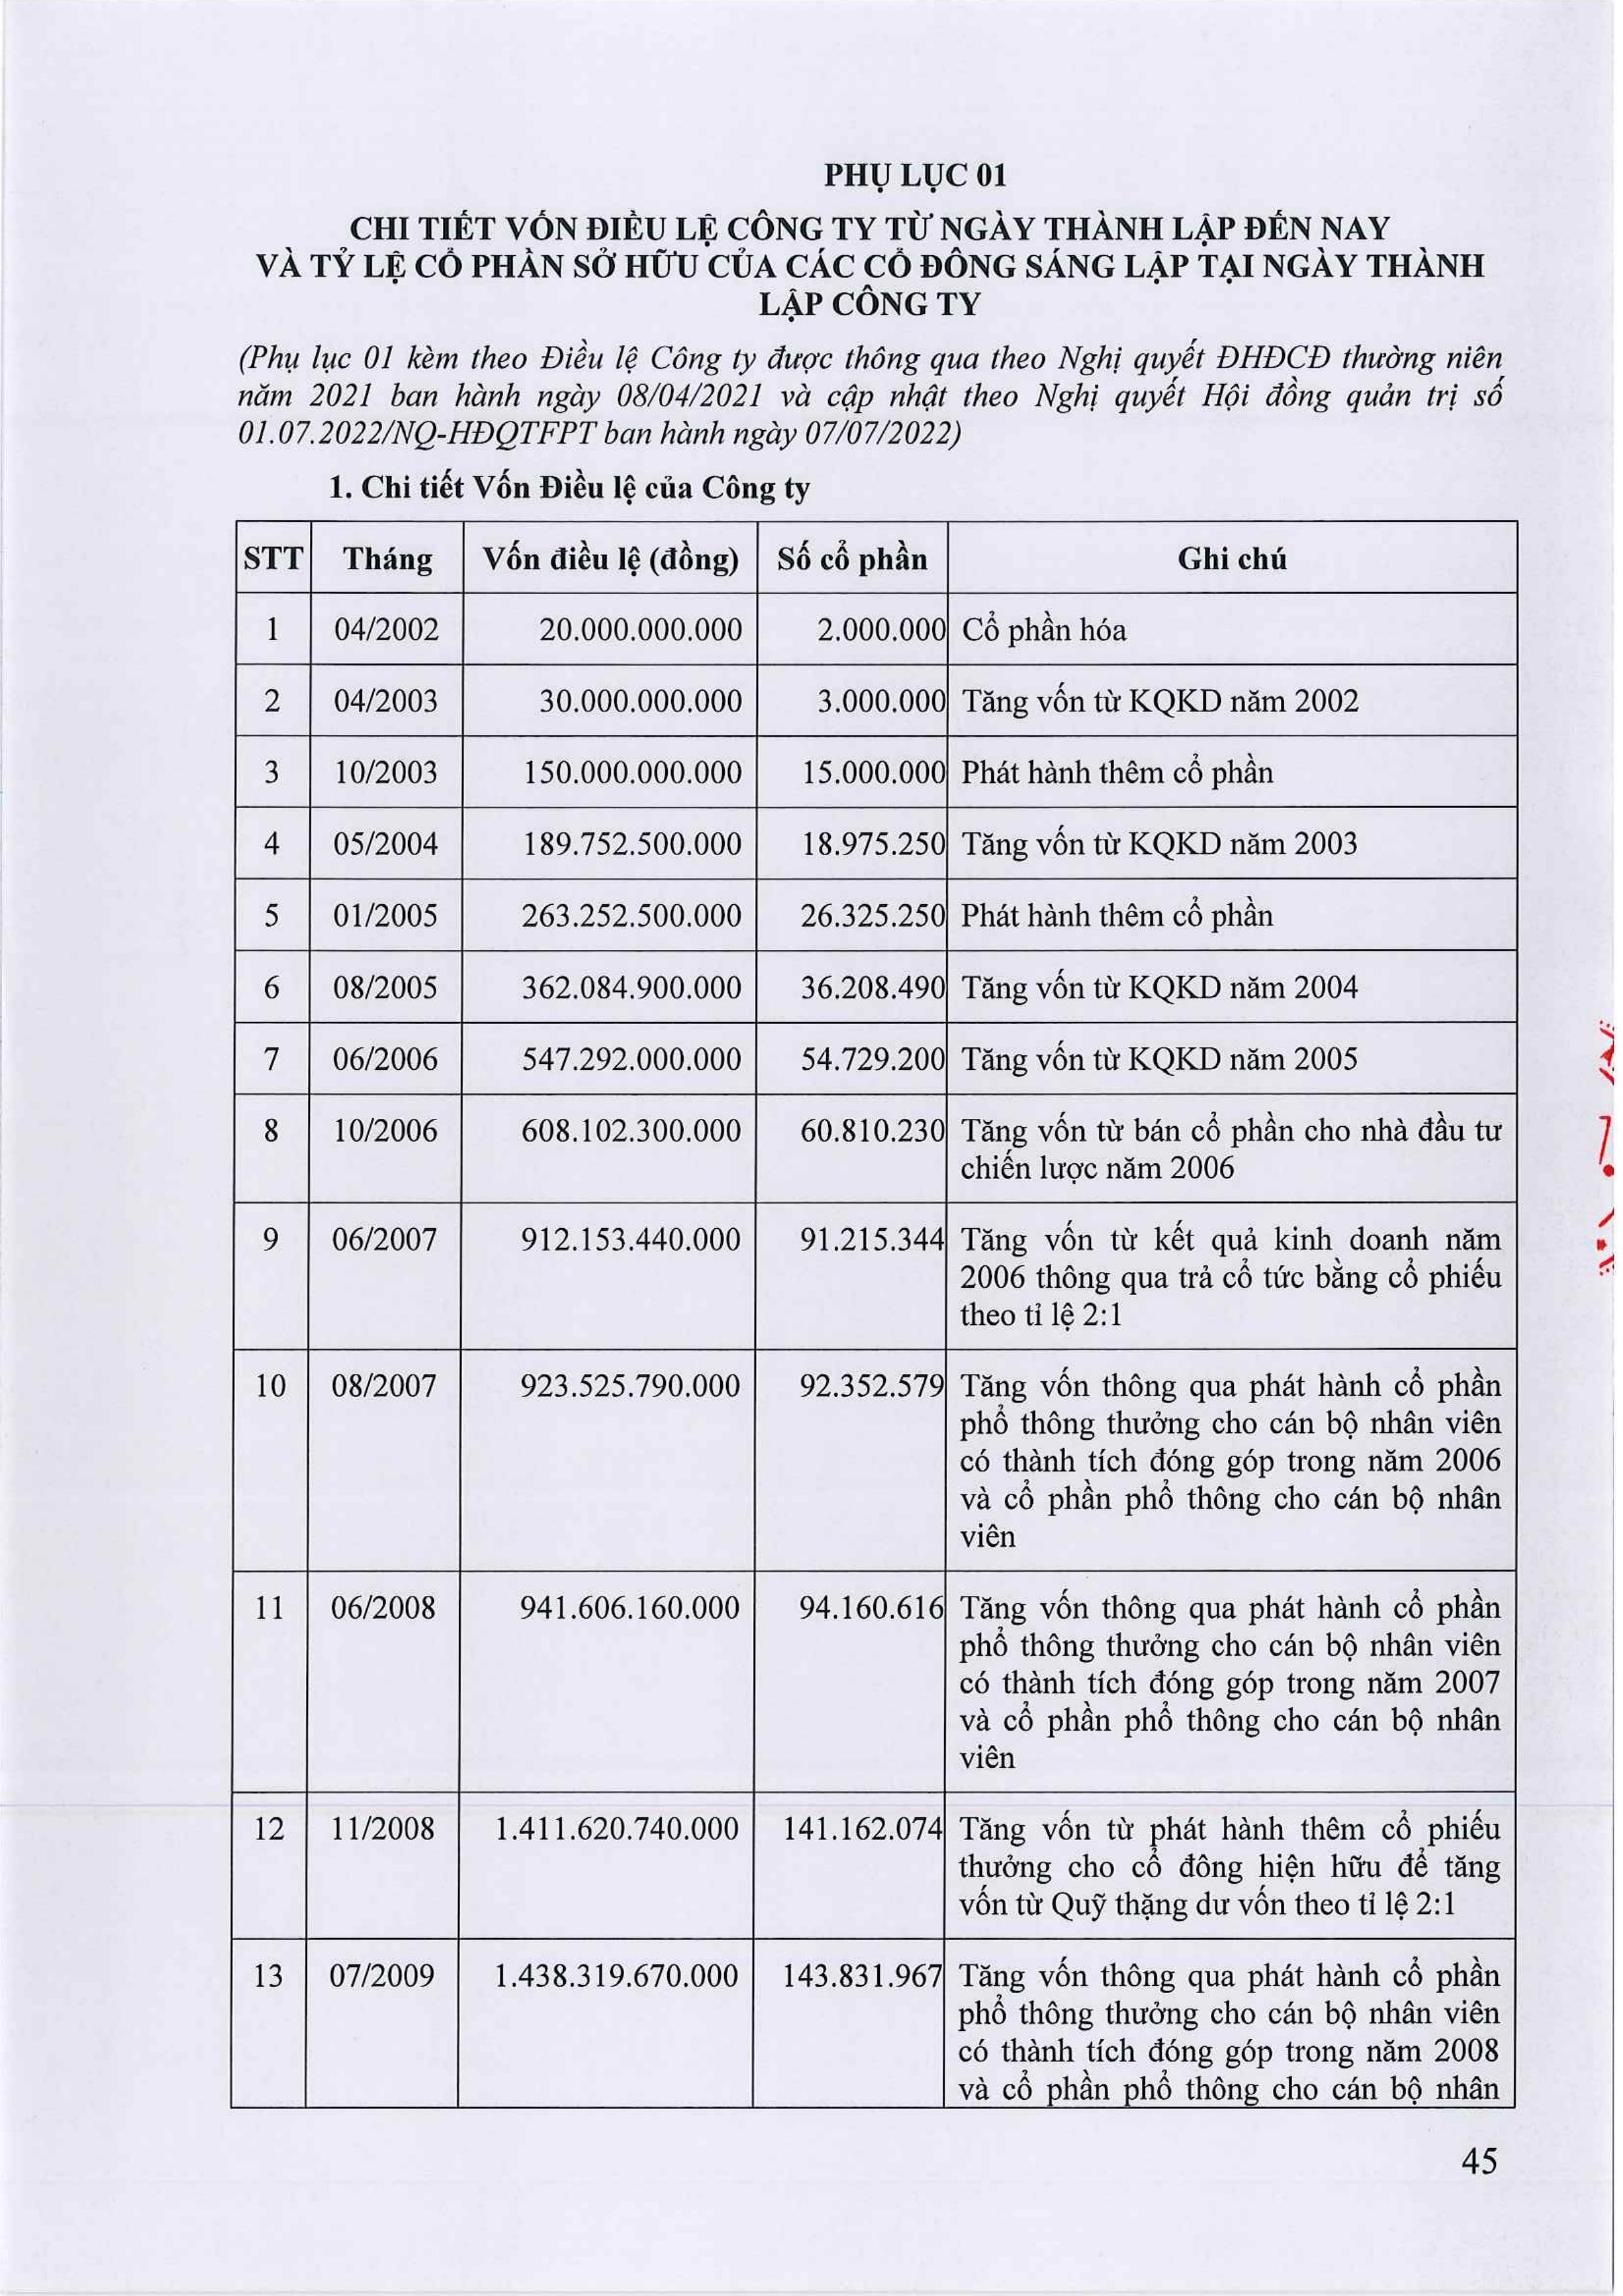 PHỤ LỤC 01
CHI TIẾT VỐN ĐIỀU LỆ CÔNG TY TỪ NGÀY THÀNH LẬP ĐẾN NAY
VÀ TỶ LỆ CỔ PHẦN SỞ HỮU CỦA CÁC CỔ ĐÔNG SÁNG LẬP TẠI NGÀY THÀNH
LẬP CÔNG TY
(Phụ lục 01 kèm theo Điều lệ Công ty được thông qua theo Nghị quyết ĐHĐCĐ thường niên
năm 2021 ban hành ngày 08/04/2021 và cập nhật theo Nghị quyết Hội đồng quản trị số
01.07.2022/NQ-HĐQTFPT ban hành ngày 07/07/2022)
1. Chi tiết Vốn Điều lệ của Công ty
STT Tháng Vốn điều lệ (đồng) Số cổ phần Ghi chú
1 04/2002 20.000.000.000 2.000.000 Cổ phần hóa
2 04/2003 30.000.000.000 3.000.000 Tăng vốn từ KQKD năm 2002
3 10/2003 150.000.000.000 15.000.000 Phát hành thêm cổ phần
4 05/2004 189.752.500.000 18.975.250 Tăng vốn từ KQKD năm 2003
5 01/2005 263.252.500.000 26.325.250 Phát hành thêm cổ phần
6 08/2005 362.084.900.000 36.208.490 Tăng vốn từ KQKD năm 2004
7 06/2006 547.292.000.000 54.729.200 Tăng vốn từ KQKD năm 2005
8 10/2006 608.102.300.000 60.810.230 Tăng vốn từ bán cổ phần cho nhà đầu tư
chiến lược năm 2006
9 06/2007 912.153.440.000 91.215.344 Tăng vốn từ kết quả kinh doanh năm
2006 thông qua trả cổ tức bằng cổ phiếu
theo tỉ lệ 2:1
10 08/2007 923.525.790.000 92.352.579 Tăng vốn thông qua phát hành cổ phần
phổ thông thưởng cho cán bộ nhân viên
có thành tích đóng góp trong năm 2006
và cổ phần phổ thông cho cán bộ nhân
viên
11 06/2008 941.606.160.000 94.160.616 Tăng vốn thông qua phát hành cổ phần
phổ thông thưởng cho cán bộ nhân viên
có thành tích đóng góp trong năm 2007
và cổ phần phổ thông cho cán bộ nhân
viên
12 11/2008 1.411.620.740.000 141.162.074 Tăng vốn từ phát hành thêm cổ phiếu
thưởng cho cổ đông hiện hữu để tăng
vốn từ Quỹ thặng dư vốn theo tỉ lệ 2:1
13 07/2009 1.438.319.670.000 143.831.967 Tăng vốn thông qua phát hành cổ phần
phổ thông thưởng cho cán bộ nhân viên
có thành tích đóng góp trong năm 2008
và cổ phần phổ thông cho cán bộ nhân
45